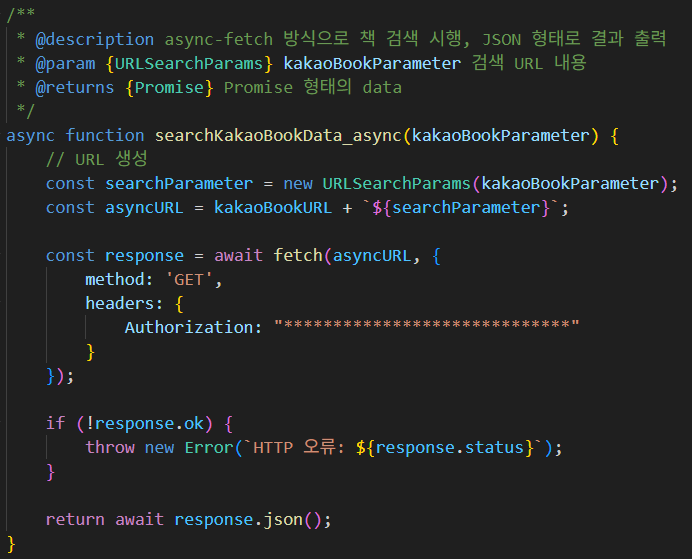 /**
 * @description async-fetch 방식으로 책 검색 시행, JSON 형태로 결과 출력
 * @param {URLSearchParams} kakaoBookParameter 검색 URL 내용
 * @returns {Promise} Promise 형태의 data
 */
async function searchKakaoBookData_async(kakaoBookParameter) {
    // URL 생성
    const searchParameter = new URLSearchParams(kakaoBookParameter);
    const asyncURL = kakaoBookURL + `${searchParameter}`;

    const response = await fetch(asyncURL, {
        method: 'GET',
        headers: {
            Authorization: "*****************************"
        }
    });

    if (!response.ok) {
        throw new Error(`HTTP 오류: ${response.status}`);
    }

    return await response.json();
}